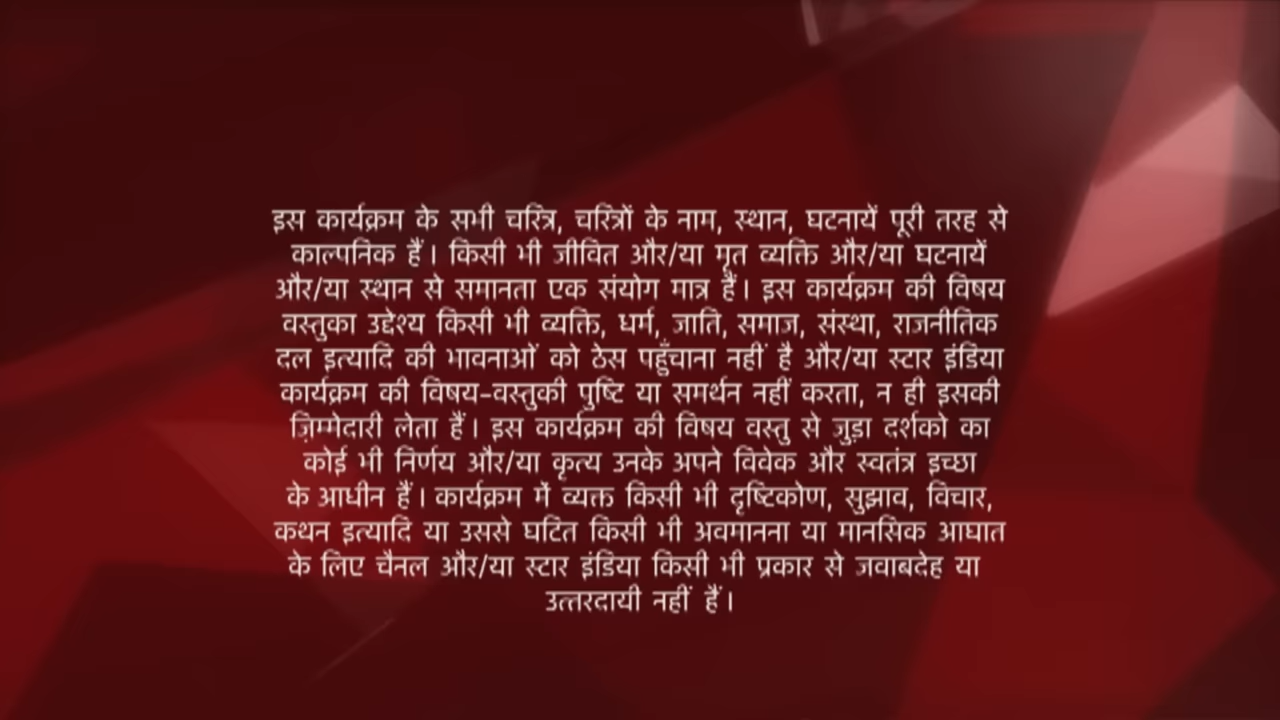 इस कार्यक्रम के सभी चरित्र, चरित्रों के नाम, स्थान, घटनायें पूरी तरह से
काल्पनिक हैं। किसी भी जीवित और/या मृत व्यक्ति और/या घटनायें
और/या स्थान से समानता एक संयोग मात्र हैं। इस कार्यक्रम की विषय
वस्तुका उद्देश्य किसी भी व्यक्ति, धर्म, जाति, समाज, संस्था, राजनीतिक
दल इत्यादि की भावनाओं को ठेस पहुँचाना नहीं है और/या स्टार इंडिया
कार्यक्रम की विषय-वस्तुकी पुष्टि या समर्थन नहीं करता, न ही इसकी
ज़िम्मेदारी लेता हैं। इस कार्यक्रम की विषय वस्तु से जुड़ा दर्शको का
कोई भी निर्णय और/या कृत्य उनके अपने विवेक और स्वतंत्र इच्छा
के आधीन हैं। कार्यक्रम में व्यक्त किसी भी दृष्टिकोण, सुझाव, विचार,
कथन इत्यादि या उससे घटित किसी भी अवमानना या मानसिक आघात
के लिए चैनल और/या स्टार इंडिया किसी भी प्रकार से जवाबदेह या
उत्तरदायी नहीं हैं।